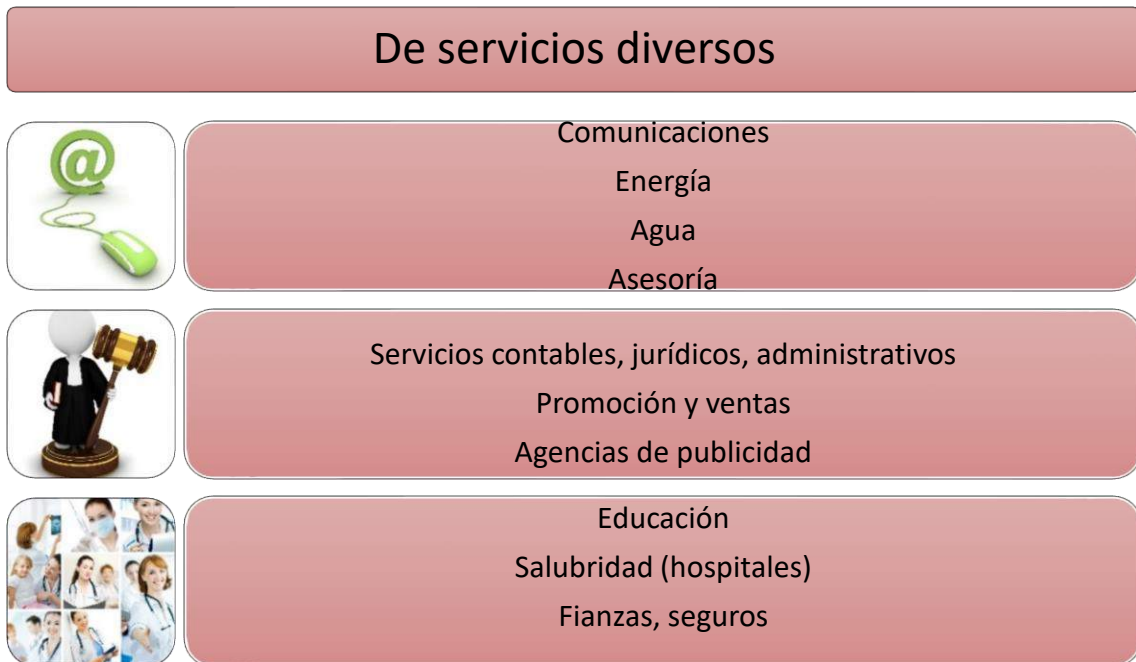 De servicios diversos
Comunicaciones
Energía
Agua
Asesoría
Servicios contables, jurídicos, administrativos
Promoción y ventas
Agencias de publicidad
Educación
Salubridad (hospitales)
Fianzas, seguros